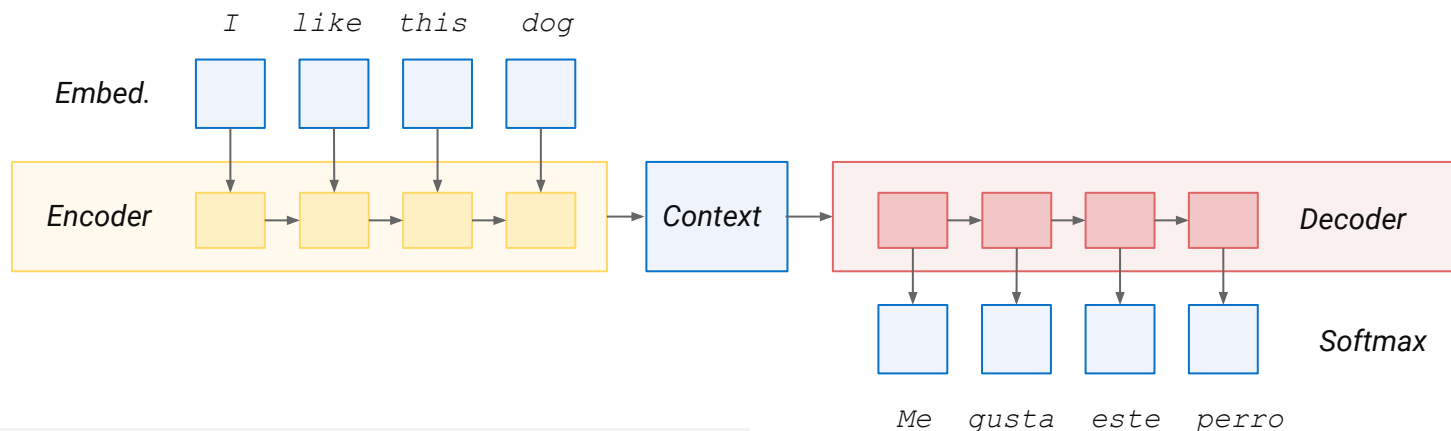 I like this dog
Embed.
Encoder
Context
Decoder
Softmax
Me gusta este perro